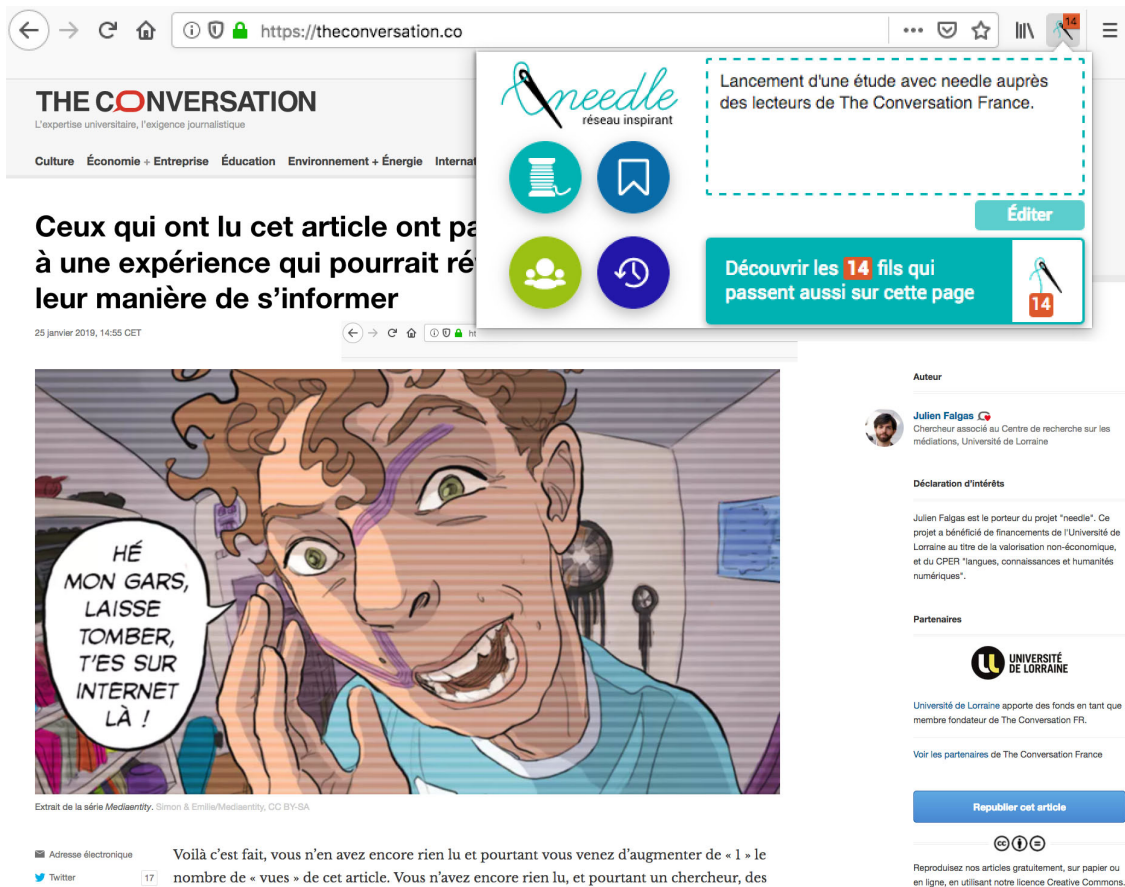 https://theconversation.co
14
THE CONVERSATION
L'expertise universitaire, l'exigence journalistique
Culture Économie + Entreprise Éducation Environnement + Énergie
needle
réseau inspirant
Lancement d'une étude avec needle auprès
des lecteurs de The Conversation France.
Éditer
Découvrir les 14 fils qui
passent aussi sur cette page
14
Ceux qui ont lu cet article ont
à une expérience qui pourrait
leur manière de s'informer
25 janvier 2019, 14:55 CET
HÉ
MON GARS,
LAISSE
TOMBER,
T'ES SUR
INTERNET
LÀ !
Extrait de la série Mediaentity. Simon & Emilie/Mediaentity, CC BY-SA
Adresse électronique
Twitter 17
Voilà c'est fait, vous n'en avez encore rien lu et pourtant vous venez d'augmenter de « 1 » le
nombre de « vues » de cet article. Vous n'avez encore rien lu, et pourtant un chercheur, des
Auteur
Julien Falgas
Chercheur associé au Centre de recherche sur les
médiations, Université de Lorraine
Déclaration d'intérêts
Julien Falgas est le porteur du projet "needle". Ce
projet a bénéficié de financements de l'Université de
Lorraine au titre de la valorisation non-économique,
et du CPER "langues, connaissances et humanités
numériques".
Partenaires
UNIVERSITÉ
DE LORRAINE
Université de Lorraine apporte des fonds en tant que
membre fondateur de The Conversation FR.
Voir les partenaires de The Conversation France
Republier cet article
Reproduisez nos articles gratuitement, sur papier ou
en ligne, en utilisant notre licence Creative Commons.